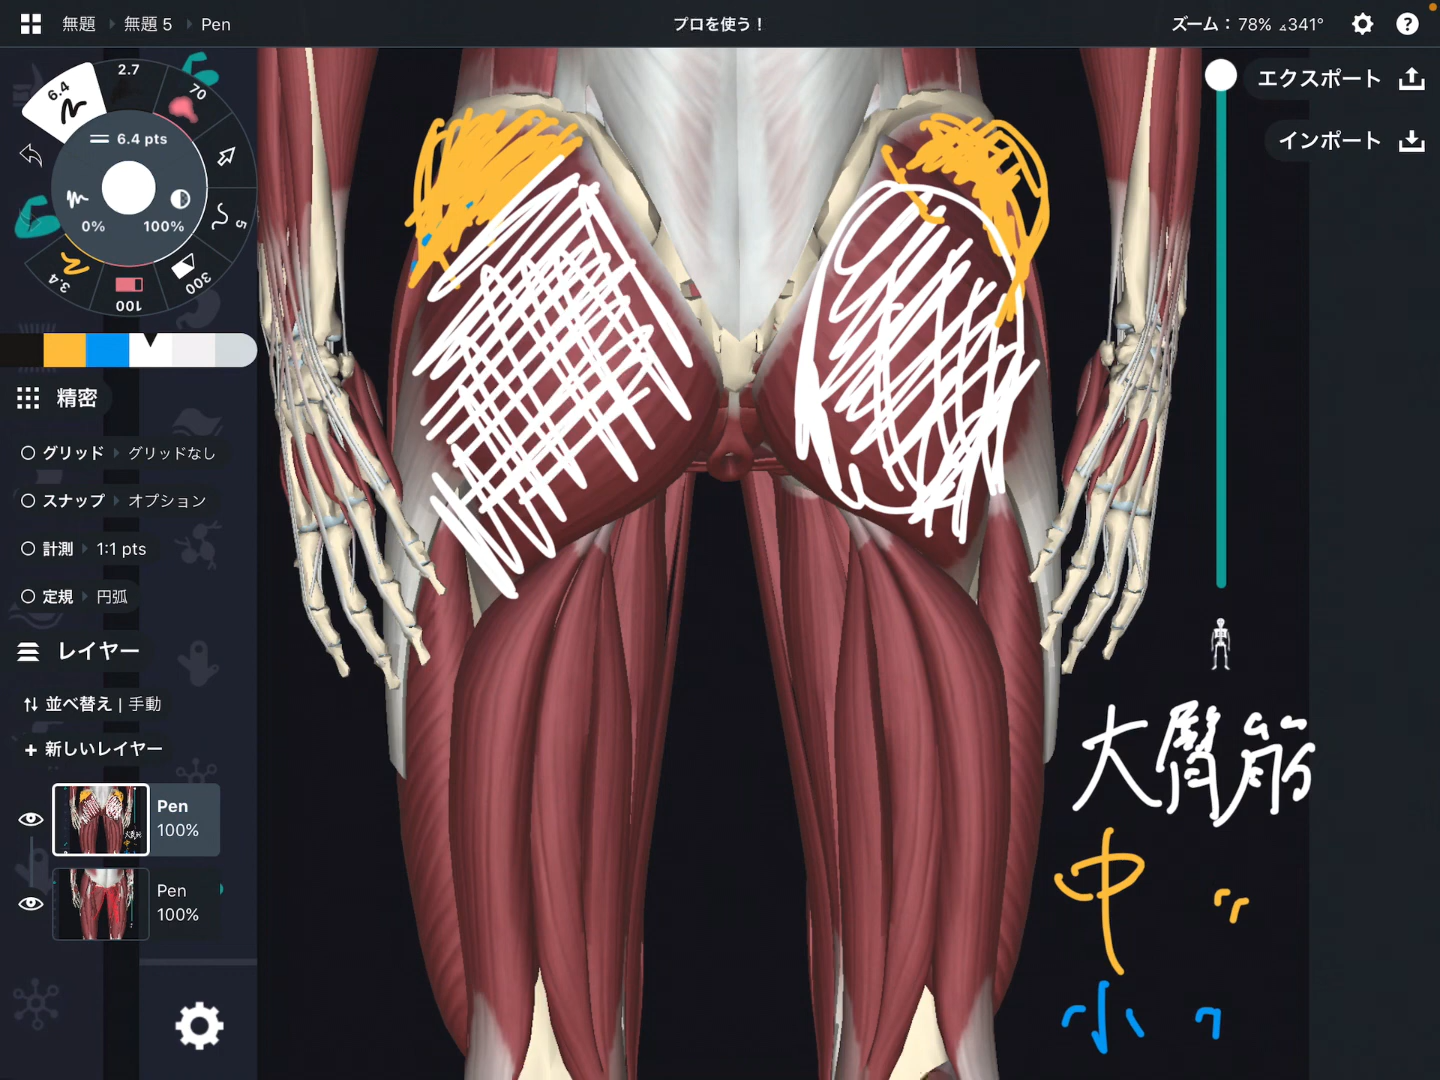 無題 無題 5 Pen
プロを使う！
ズーム： 78% ⊿341°
エクスポート
インポート
6.4
2.7
70
5
300
100
3.4
6.4 pts
0% 100%
精密
グリッド グリッドなし
スナップ オプション
計測 1:1 pts
定規 円弧
レイヤー
並べ替え | 手動
+ 新しいレイヤー
Pen
100%
Pen
100%
大臀筋
中 〃
小 〃